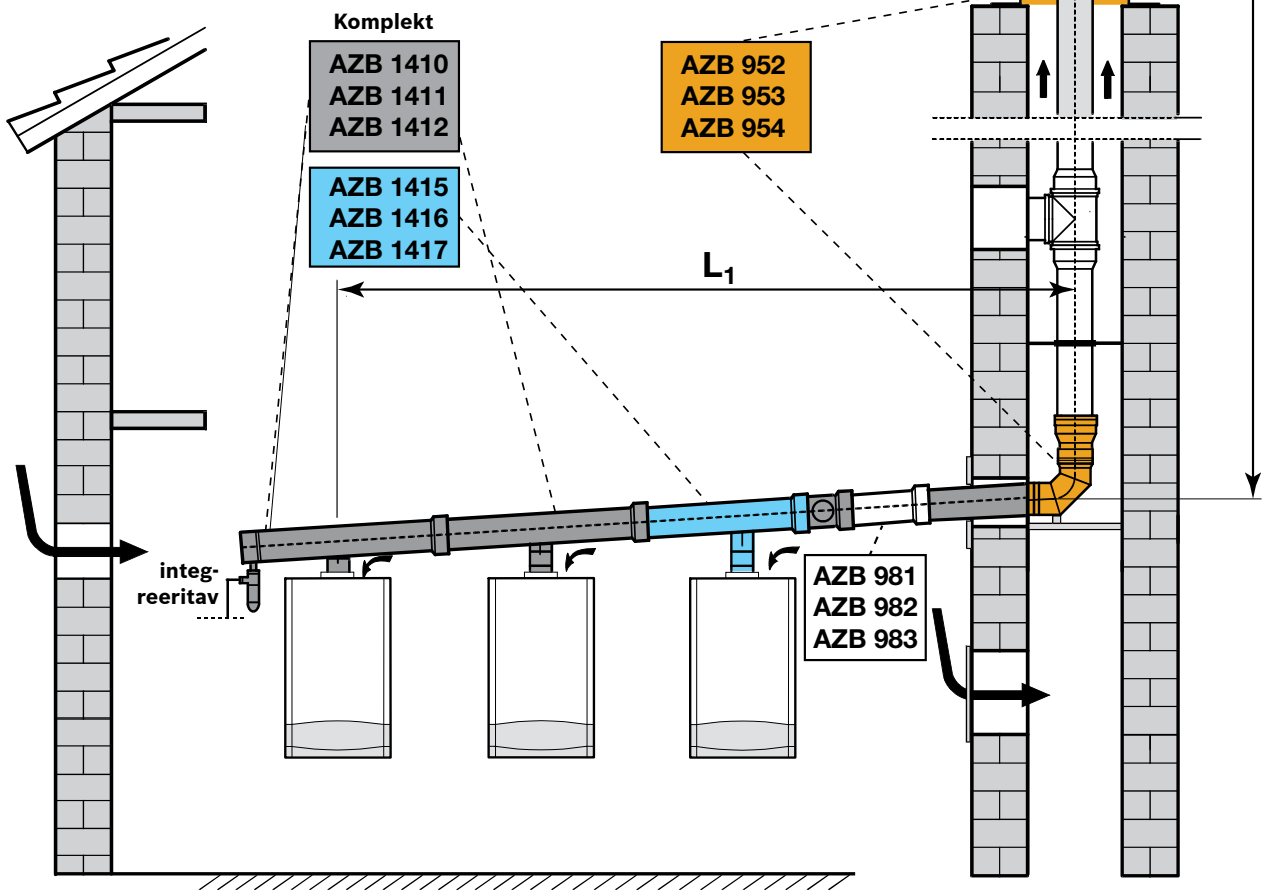 Komplekt
AZB 1410
AZB 1411
AZB 1412
AZB 1415
AZB 1416
AZB 1417
AZB 952
AZB 953
AZB 954
L1
integ-
reeritav
AZB 981
AZB 982
AZB 983